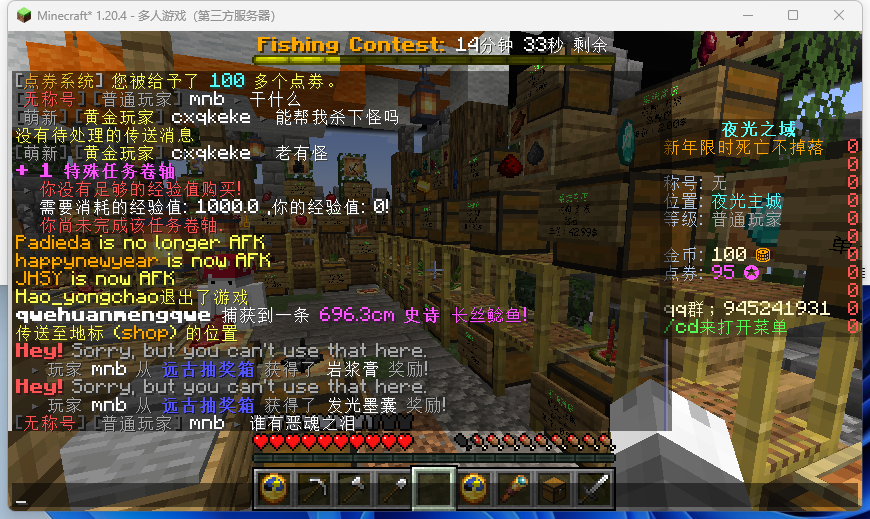 Minecraft* 1.20.4 - 多人游戏（第三方服务器）
Fishing Contest: 14分钟 33秒 剩余
[点券系统] 您被给予了 100 多个点券。
[无称号] [普通玩家] mnb ▸ 干什么
[萌新] [黄金玩家] cxqkeke ▸ 能帮我杀下怪吗
没有待处理的传送消息
[萌新] [黄金玩家] cxqkeke ▸ 老有怪
+ 1 特殊任务卷轴
▸ 你没有足够的经验值购买!
▸ 需要消耗的经验值: 1000.0 ,你的经验值: 0!
▸ 你尚未完成该任务卷轴.
Padieda is no longer AFK
happynewyear is now AFK
JHSY is now AFK
Hao_yongchao退出了游戏
qwehuanmengqwe 捕获到一条 696.3cm 史诗 长丝鲶鱼!
传送至地标 (shop) 的位置
Hey! Sorry, but you can't use that here.
▸ 玩家 mnb 从 远古抽奖箱 获得了 岩浆膏 奖励!
Hey! Sorry, but you can't use that here.
▸ 玩家 mnb 从 远古抽奖箱 获得了 发光墨囊 奖励!
[无称号] [普通玩家] mnb ▸ 谁有恶魂之泪
夜光之域
新年限时死亡不掉落 0
0
称号: 无 0
位置: 夜光主城 0
等级: 普通玩家 0
0
金币: 100 0
点券: 95 0
0
qq群；945241931 0
/cd来打开菜单 0